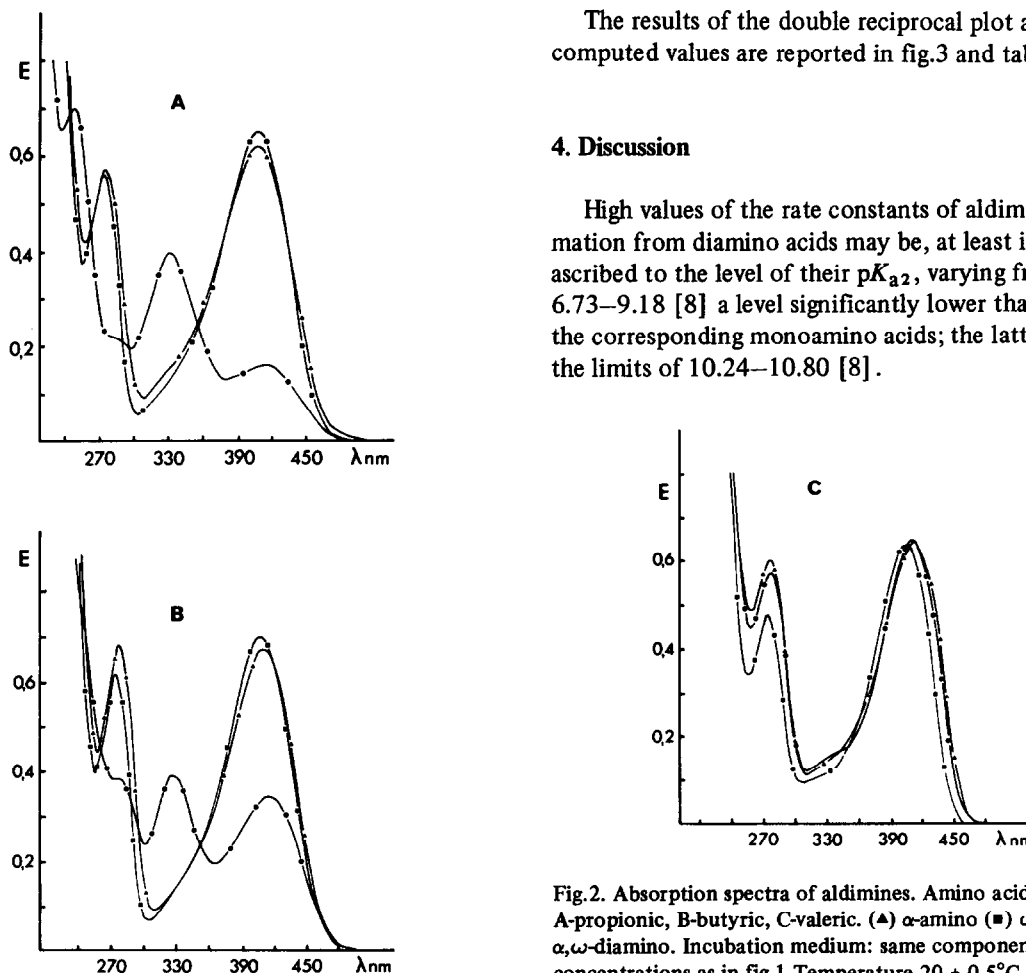 E
A
0,6
0,4
0,2
270 330 390 450 λnm
E
B
0,6
0,4
0,2
270 330 390 450 λnm
The results of the double reciprocal plot a
computed values are reported in fig.3 and tab
4. Discussion
High values of the rate constants of aldim
mation from diamino acids may be, at least i
ascribed to the level of their pKa2, varying fr
6.73–9.18 [8] a level significantly lower tha
the corresponding monoamino acids; the latt
the limits of 10.24–10.80 [8].
E
C
0,6
0,4
0,2
270 330 390 450 λnm
Fig.2. Absorption spectra of aldimines. Amino acid
A-propionic, B-butyric, C-valeric. (▲) α-amino (■) ω
α,ω-diamino. Incubation medium: same componen
concentrations as in fig.1 Temperature 20 ± 0.5°C